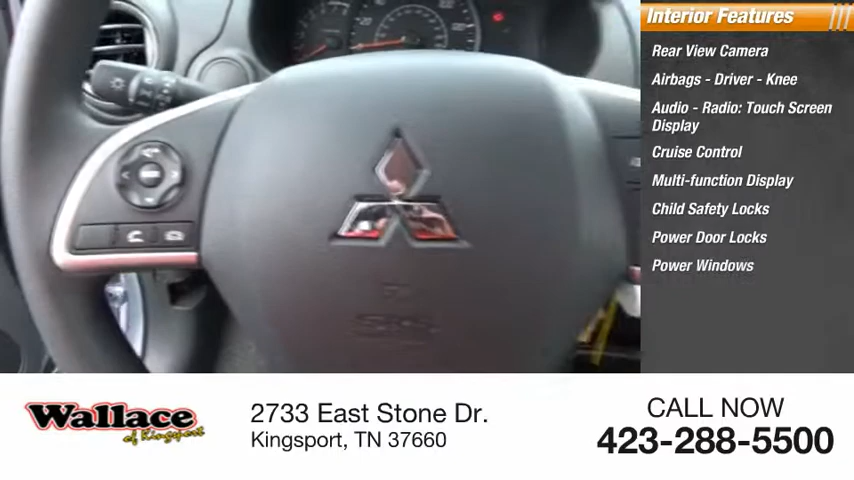 Interior Features
Rear View Camera
Airbags - Driver - Knee
Audio - Radio: Touch Screen
Display
Cruise Control
Multi-function Display
Child Safety Locks
Power Door Locks
Power Windows
Wallace
of Kingsport
2733 East Stone Dr.
Kingsport, TN 37660
CALL NOW
423-288-5500